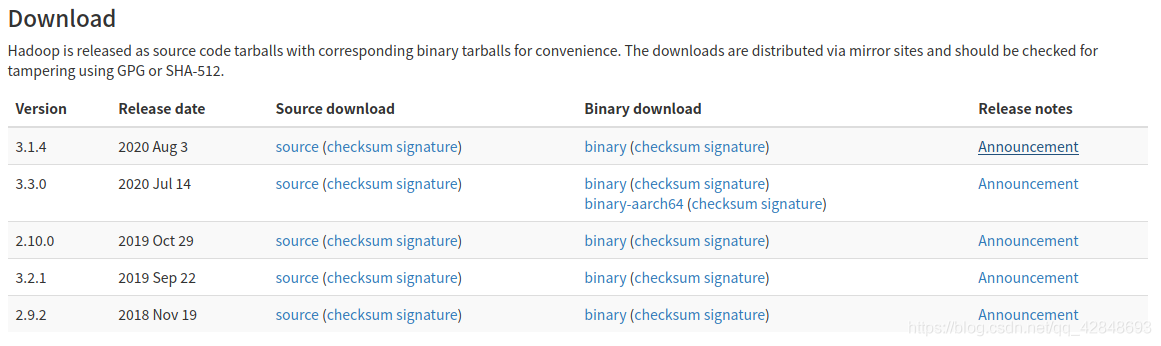 Download
Hadoop is released as source code tarballs with corresponding binary tarballs for convenience. The downloads are distributed via mirror sites and should be checked for
tampering using GPG or SHA-512.
Version Release date Source download Binary download Release notes
3.1.4 2020 Aug 3 source (checksum signature) binary (checksum signature) Announcement
3.3.0 2020 Jul 14 source (checksum signature) binary (checksum signature) Announcement
binary-aarch64 (checksum signature)
2.10.0 2019 Oct 29 source (checksum signature) binary (checksum signature) Announcement
3.2.1 2019 Sep 22 source (checksum signature) binary (checksum signature) Announcement
2.9.2 2018 Nov 19 source (checksum signature) binary (checksum signature) Announcement
https://blog.csdn.net/qq_42848693